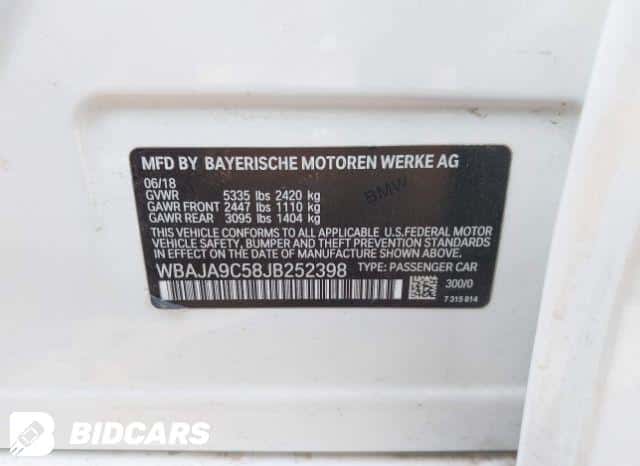 MFD BY BAYERISCHE MOTOREN WERKE AG
06/18
GVWR 5335 lbs 2420 kg
GAWR FRONT 2447 lbs 1110 kg
GAWR REAR 3095 lbs 1404 kg
BMW
THIS VEHICLE CONFORMS TO ALL APPLICABLE U.S.FEDERAL MOTOR
VEHICLE SAFETY, BUMPER AND THEFT PREVENTION STANDARDS IN
EFFECT ON THE DATE OF MANUFACTURE SHOWN ABOVE.
WBAJA9C58JB252398 TYPE: PASSENGER CAR
300/0
7 315 814
BIDCARS